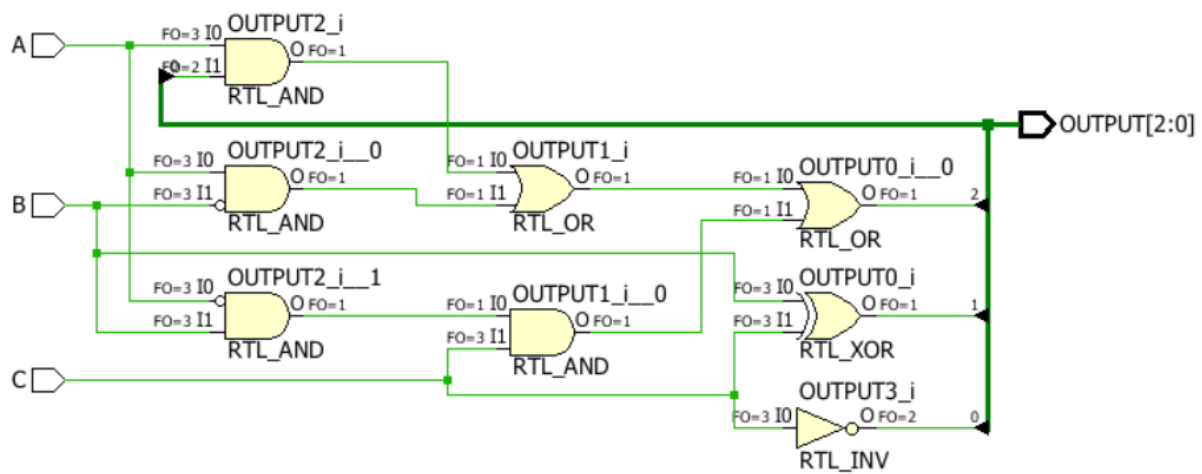 OUTPUT2_i
A
FO=3 I0
O FO=1
0
FO=2 I1
RTL_AND
OUTPUT[2:0]
OUTPUT2_i__0
OUTPUT1_i
OUTPUT0_i__0
FO=3 I0
O FO=1
FO=1 I0
O FO=1
FO=1 I0
O FO=1
2
B
FO=3 I1
FO=1 I1
FO=1 I1
RTL_AND
RTL_OR
RTL_OR
OUTPUT2_i__1
OUTPUT1_i__0
OUTPUT0_i
FO=3 I0
O FO=1
FO=1 I0
O FO=1
FO=3 I0
O FO=1
1
FO=3 I1
FO=3 I1
FO=3 I1
RTL_AND
RTL_AND
RTL_XOR
C
OUTPUT3_i
FO=3 I0
O FO=2
0
RTL_INV